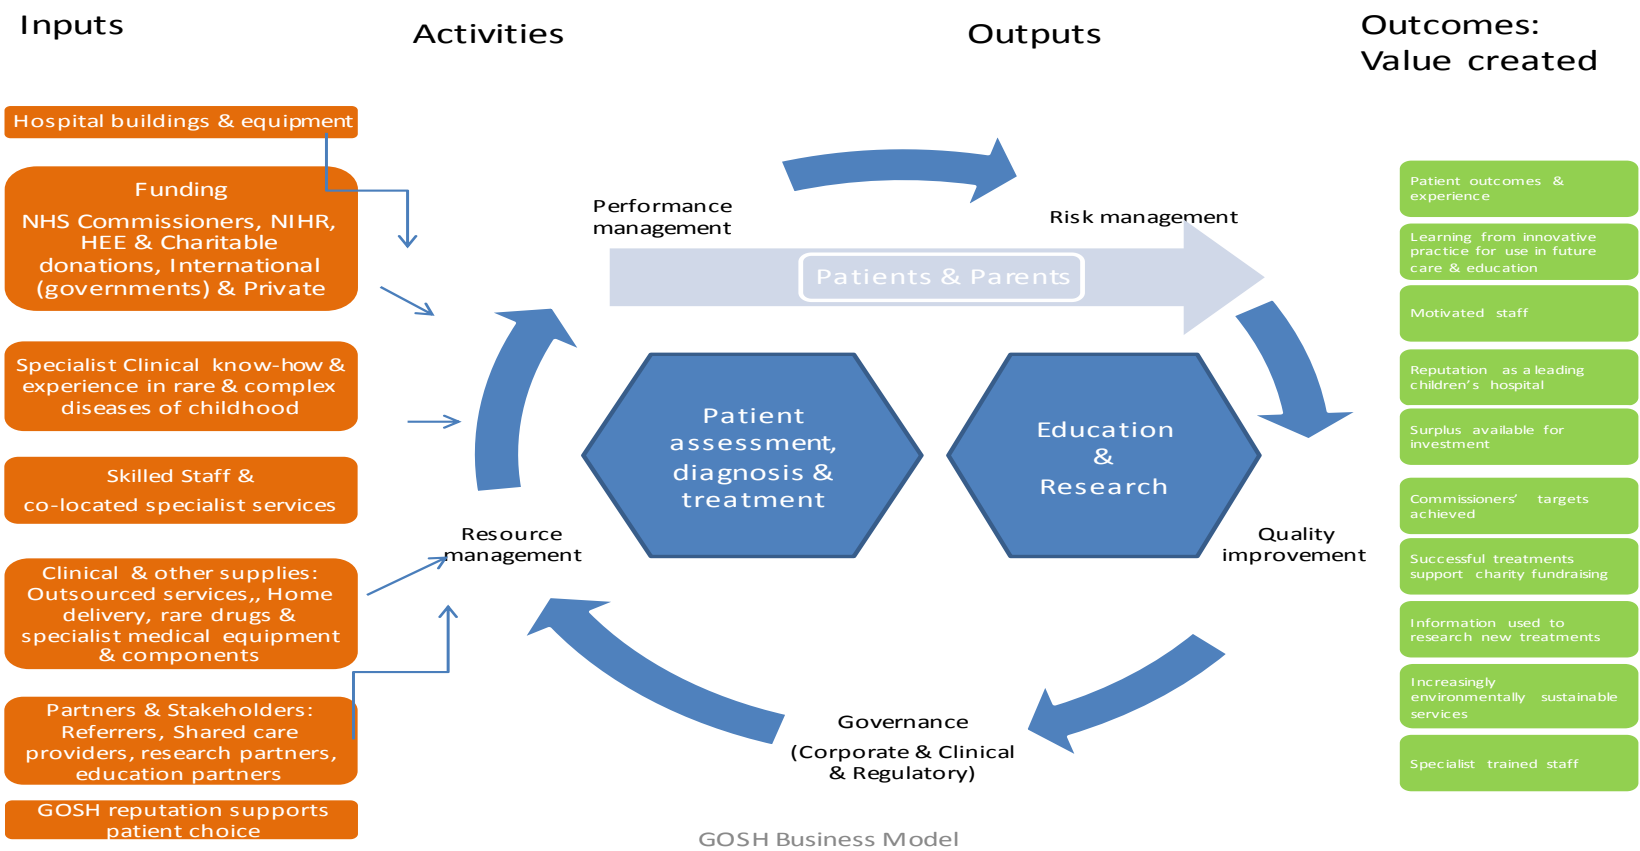 Inputs
Activities
Outputs
Outcomes:
Value created
Hospital buildings & equipment
Funding
NHS Commissioners, NIHR,
HEE & Charitable
donations, International
(governments) & Private
Specialist Clinical know-how &
experience in rare & complex
diseases of childhood
Skilled Staff &
co-located specialist services
Clinical & other supplies:
Outsourced services,, Home
delivery, rare drugs &
specialist medical equipment
& components
Partners & Stakeholders:
Referrers, Shared care
providers, research partners,
education partners
GOSH reputation supports
patient choice
Performance
management
Risk management
Patients & Parents
Patient
assessment,
diagnosis &
treatment
Education
&
Research
Resource
management
Quality
improvement
Governance
(Corporate & Clinical
& Regulatory)
Patient outcomes &
experience
Learning from innovative
practice for use in future
care & education
Motivated staff
Reputation as a leading
children's hospital
Surplus available for
investment
Commissioners' targets
achieved
Successful treatments
support charity fundraising
Information used to
research new treatments
Increasingly
environmentally sustainable
services
Specialist trained staff
GOSH Business Model